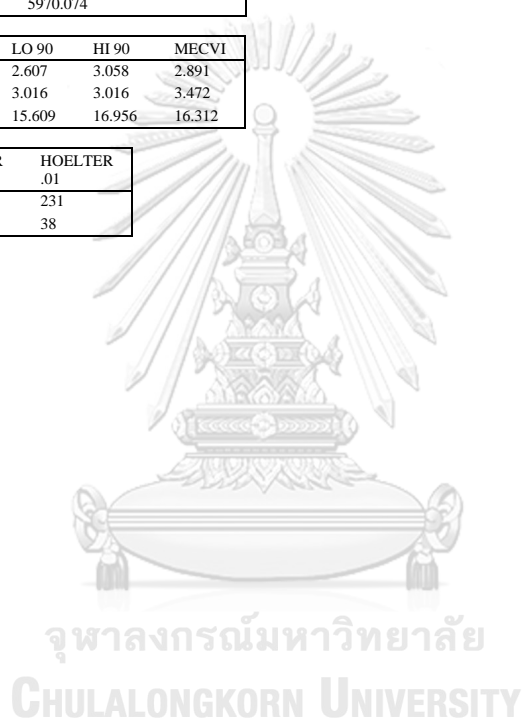 5970.074
LO 90 HI 90 MECVI
2.607 3.058 2.891
3.016 3.016 3.472
15.609 16.956 16.312
R HOELTER
.01
231
38
จุฬาลงกรณ์มหาวิทยาลัย
CHULALONGKORN UNIVERSITY